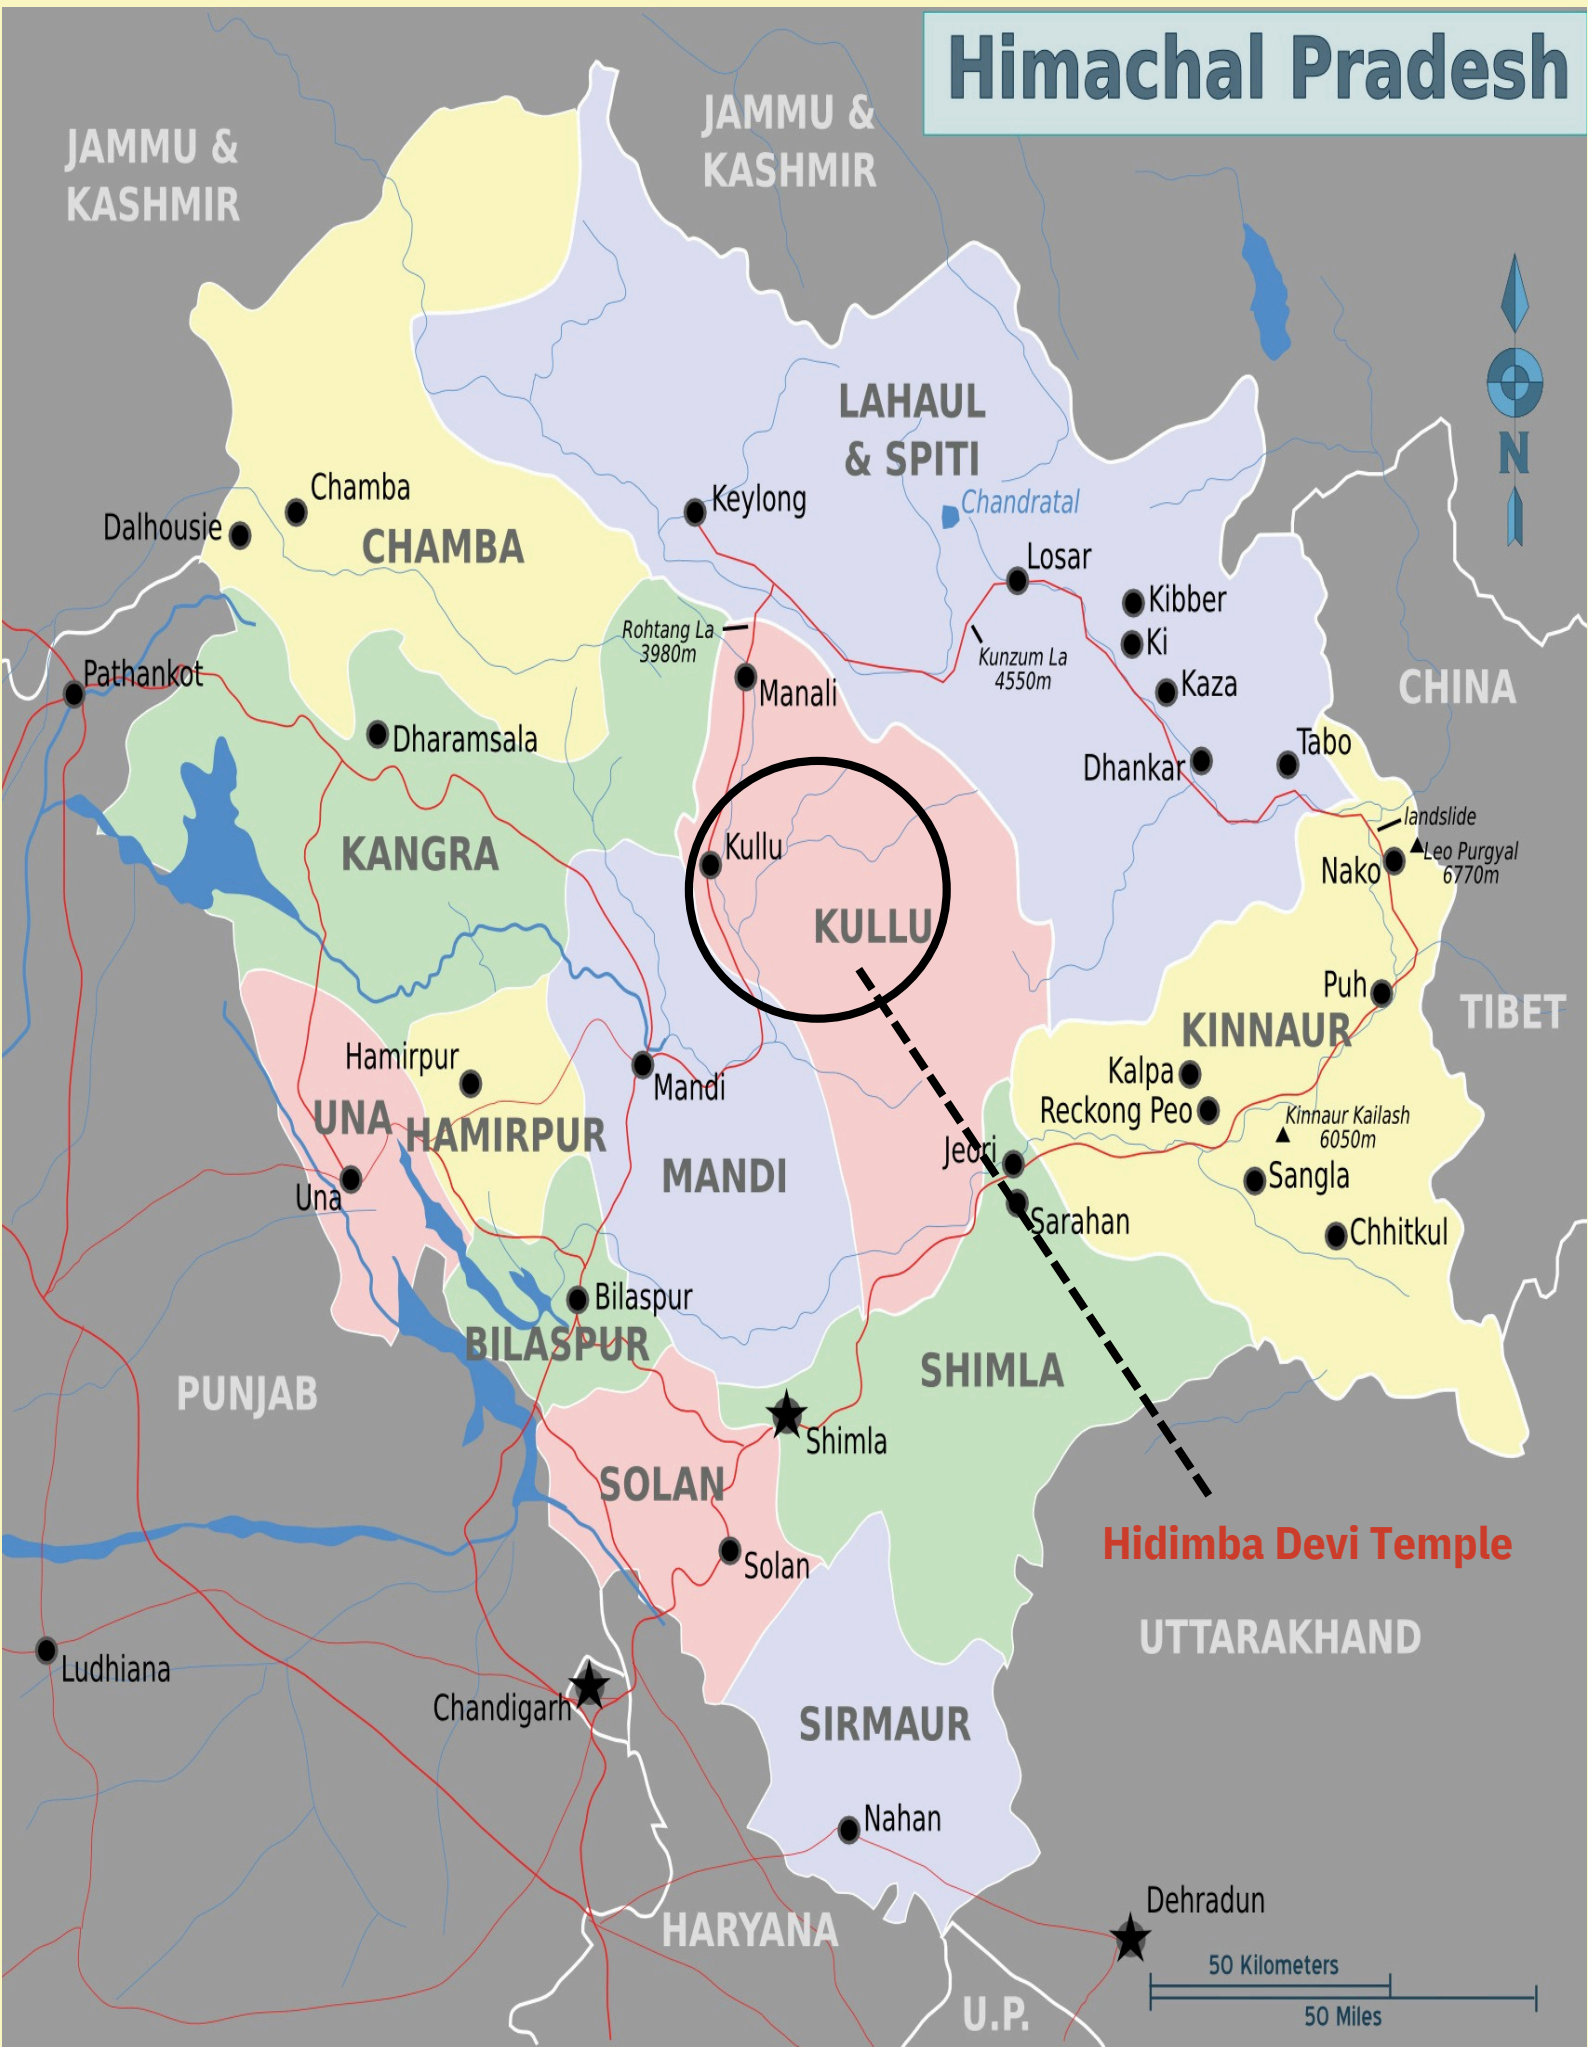 Himachal Pradesh
JAMMU &
KASHMIR
JAMMU &
KASHMIR
LAHAUL
& SPITI
N
Chamba
Dalhousie
CHAMBA
Keylong
Chandratal
Losar
Kibber
Ki
Kaza
Rohtang La
3980m
Kunzum La
4550m
Pathankot
Manali
CHINA
Dharamsala
Dhankar
Tabo
landslide
KANGRA
Kullu
Nako
Leo Purgyal
6770m
KULLU
Puh
TIBET
KINNAUR
Hamirpur
Mandi
Kalpa
Reckong Peo
UNA
HAMIRPUR
Kinnaur Kailash
6050m
Jeori
MANDI
Sangla
Una
Sarahan
Chhitkul
Bilaspur
BILASPUR
SHIMLA
PUNJAB
Shimla
SOLAN
Solan
Hidimba Devi Temple
UTTARAKHAND
Ludhiana
Chandigarh
SIRMAUR
Nahan
Dehradun
HARYANA
50 Kilometers
U.P.
50 Miles